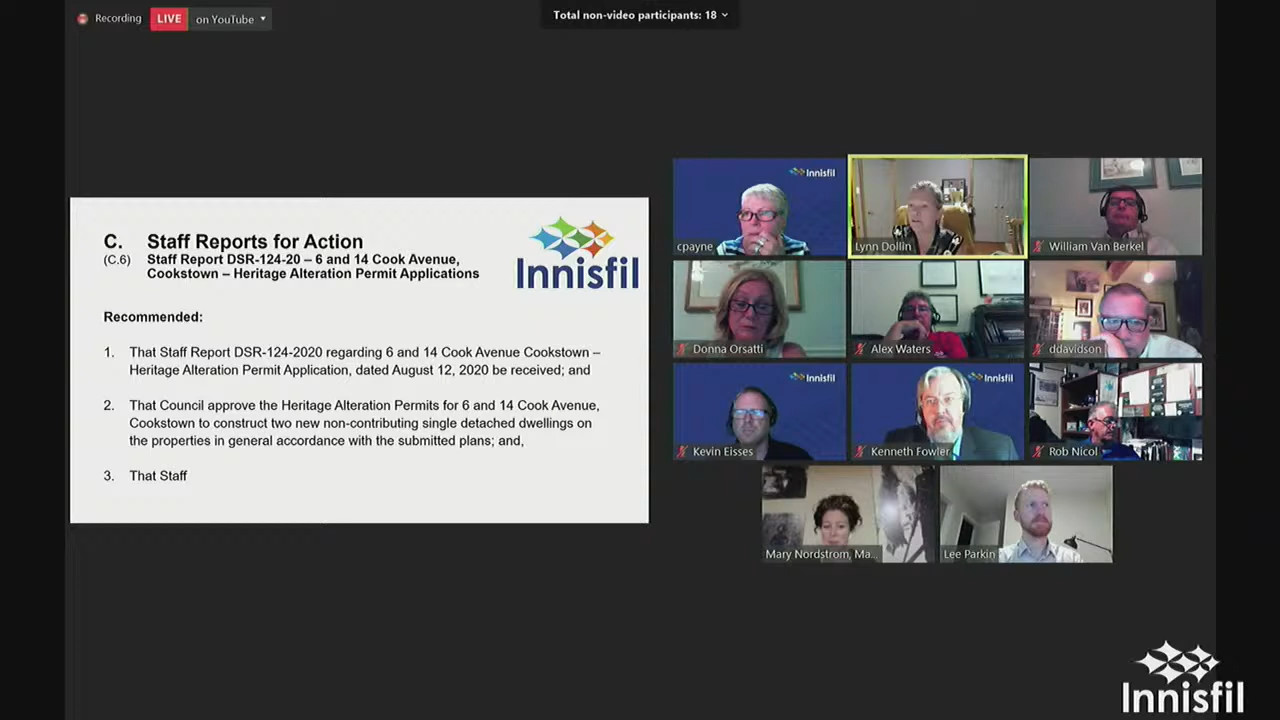 Recording
LIVE on YouTube
Total non-video participants: 18
C. Staff Reports for Action
(C.6) Staff Report DSR-124-20 – 6 and 14 Cook Avenue,
Cookstown – Heritage Alteration Permit Applications
Innisfil
Recommended:
1. That Staff Report DSR-124-2020 regarding 6 and 14 Cook Avenue Cookstown –
Heritage Alteration Permit Application, dated August 12, 2020 be received; and
2. That Council approve the Heritage Alteration Permits for 6 and 14 Cook Avenue,
Cookstown to construct two new non-contributing single detached dwellings on
the properties in general accordance with the submitted plans; and,
3. That Staff
Innisfil
cpayne
Lynn Dollin
William Van Berkel
Donna Orsatti
Alex Waters
ddavidson
Innisfil
Kevin Eisses
Innisfil
Kenneth Fowler
Rob Nicol
Mary Nordstrom, Ma...
Lee Parkin
Innisfil